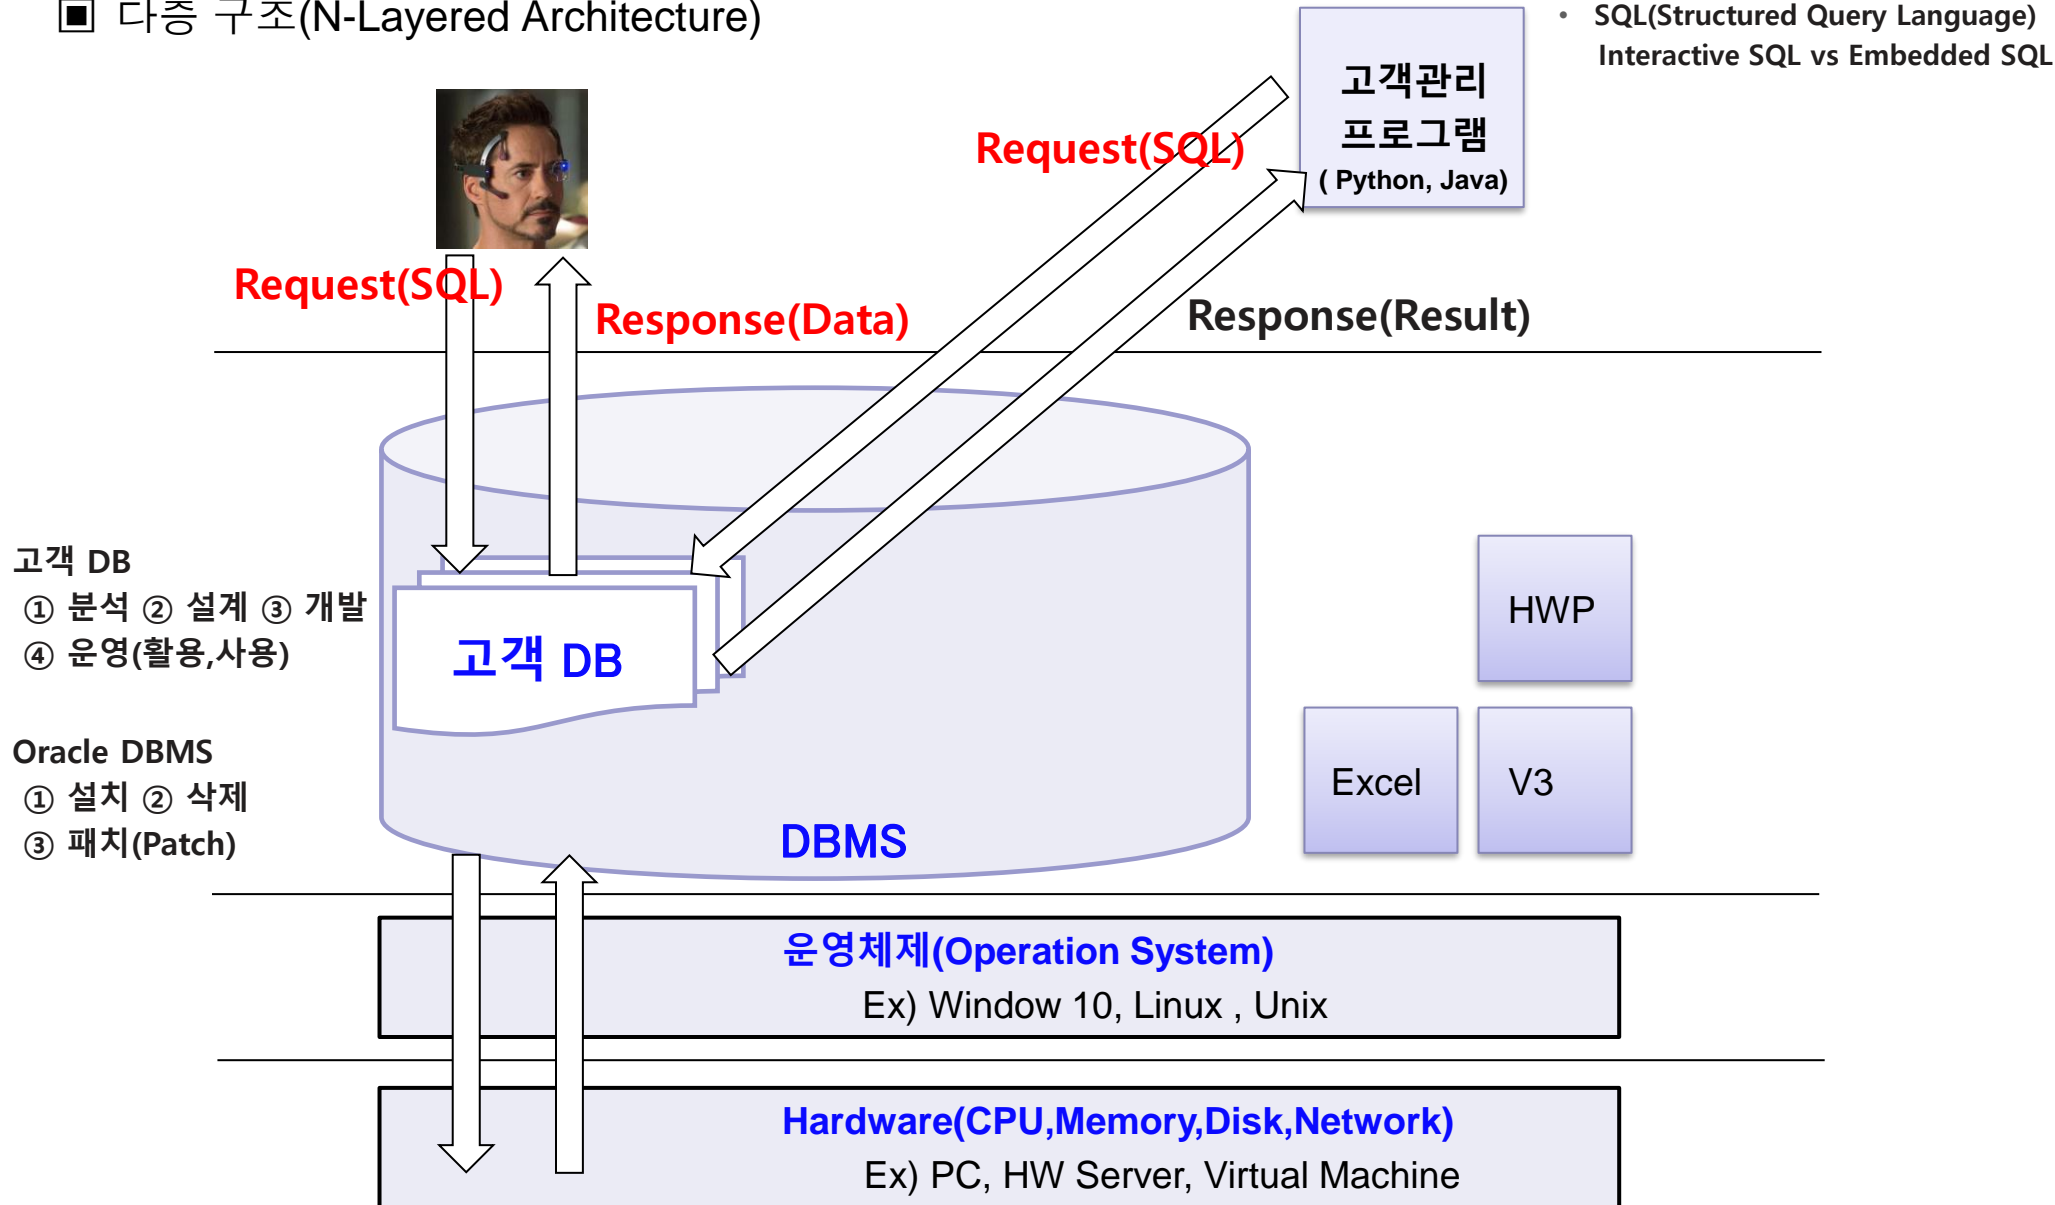 ▣ 다층 구조(N-Layered Architecture)
• SQL(Structured Query Language)
Interactive SQL vs Embedded SQL
고객관리
프로그램
( Python, Java)
Request(SQL)
Request(SQL)
Response(Data)
Response(Result)
고객 DB
① 분석 ② 설계 ③ 개발
④ 운영(활용,사용)
고객 DB
HWP
Oracle DBMS
① 설치 ② 삭제
③ 패치(Patch)
Excel
V3
DBMS
운영체제(Operation System)
Ex) Window 10, Linux , Unix
Hardware(CPU,Memory,Disk,Network)
Ex) PC, HW Server, Virtual Machine